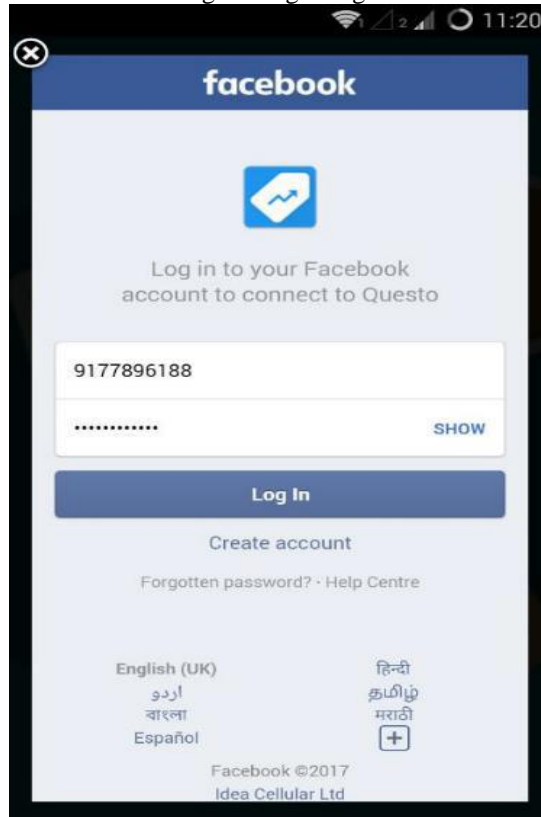 11:20
facebook
Log in to your Facebook
account to connect to Questo
9177896188
............ SHOW
Log In
Create account
Forgotten password? · Help Centre
English (UK) हिन्दी
اردو தமிழ்
বাংলা मराठी
Español
Facebook ©2017
Idea Cellular Ltd